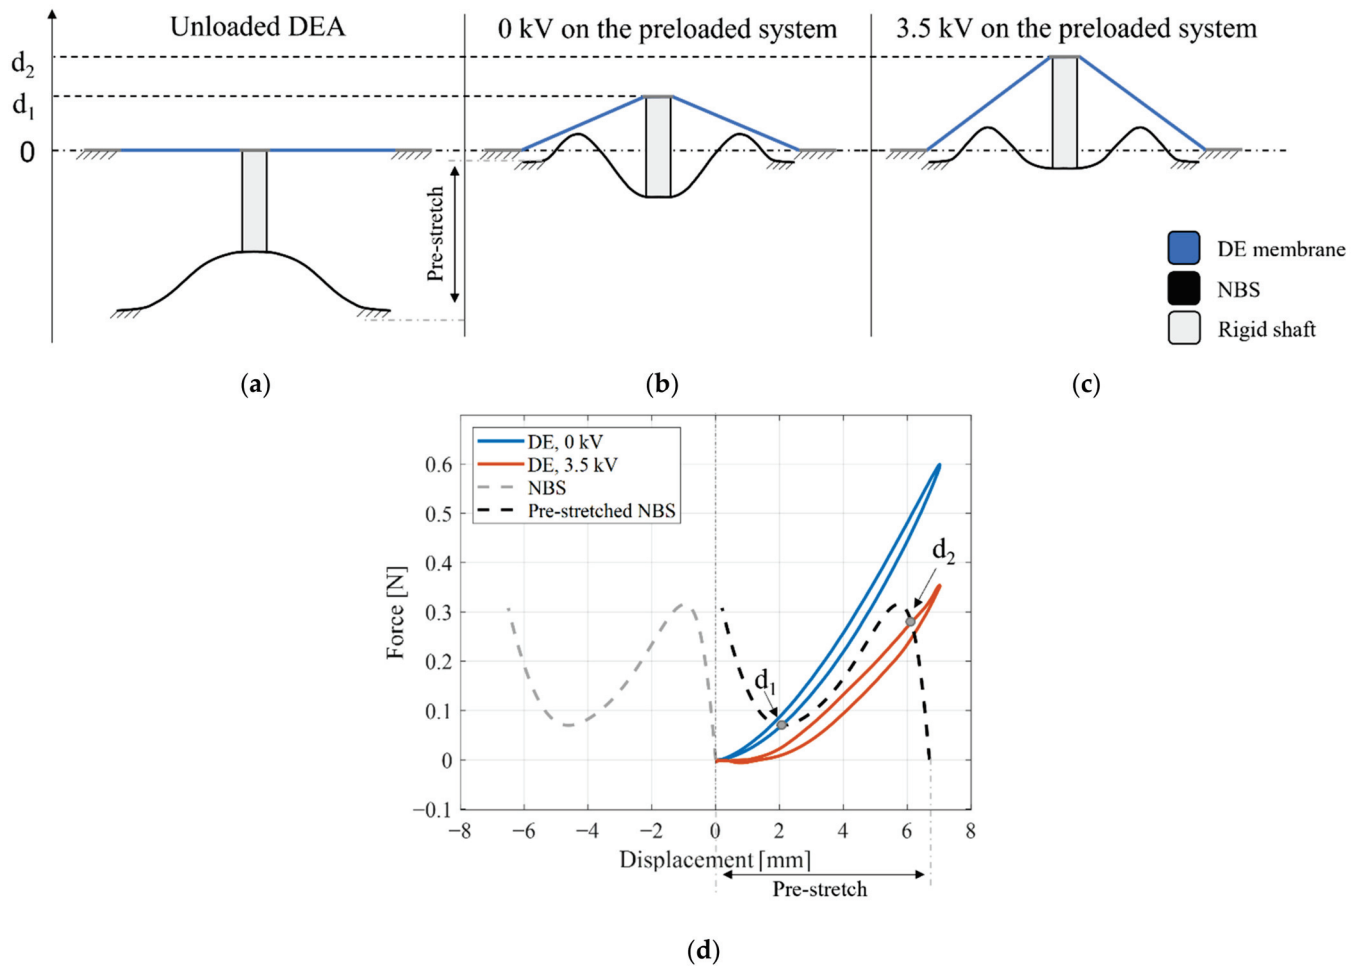 Unloaded DEA
0 kV on the preloaded system
3.5 kV on the preloaded system
d2
d1
0
Pre-stretch
DE membrane
NBS
Rigid shaft
(a)
(b)
(c)
DE, 0 kV
DE, 3.5 kV
NBS
Pre-stretched NBS
0.6
0.5
0.4
0.3
0.2
0.1
0
−0.1
Force [N]
d1
d2
−8
−6
−4
−2
0
2
4
6
8
Displacement [mm]
Pre-stretch
(d)